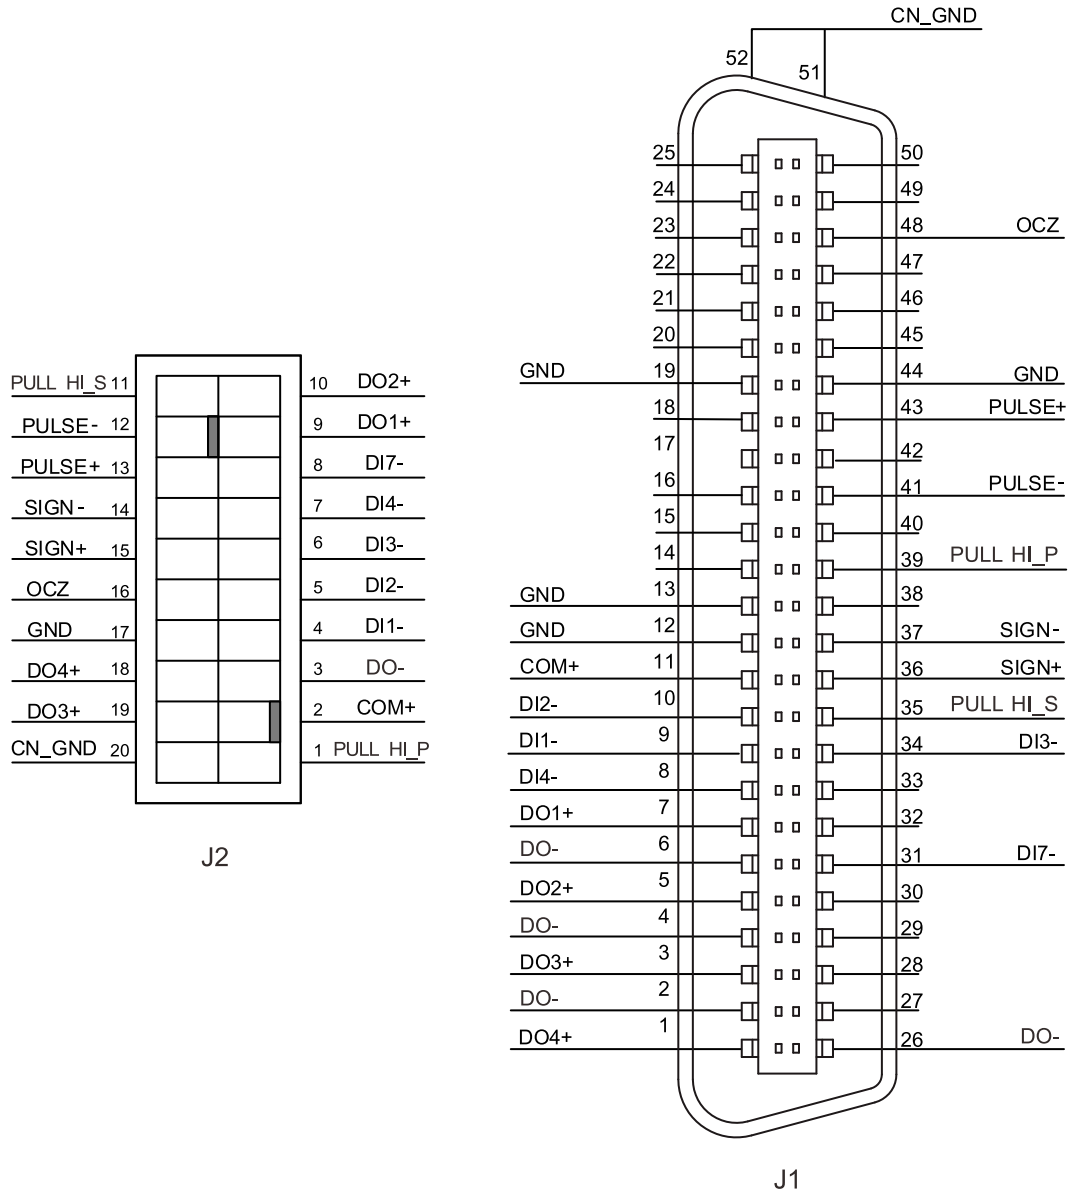 CN_GND
52
51
25 50
24 49
23 48 OCZ
22 47
21 46
20 45
GND 19 44 GND
18 43 PULSE+
17 42
16 41 PULSE-
15 40
14 39 PULL HI_P
GND 13 38
GND 12 37 SIGN-
COM+ 11 36 SIGN+
DI2- 10 35 PULL HI_S
DI1- 9 34 DI3-
DI4- 8 33
DO1+ 7 32
DO- 6 31 DI7-
DO2+ 5 30
DO- 4 29
DO3+ 3 28
DO- 2 27
DO4+ 1 26 DO-
J1
PULL HI_S 11 10 DO2+
PULSE- 12 9 DO1+
PULSE+ 13 8 DI7-
SIGN- 14 7 DI4-
SIGN+ 15 6 DI3-
OCZ 16 5 DI2-
GND 17 4 DI1-
DO4+ 18 3 DO-
DO3+ 19 2 COM+
CN_GND 20 1 PULL HI_P
J2